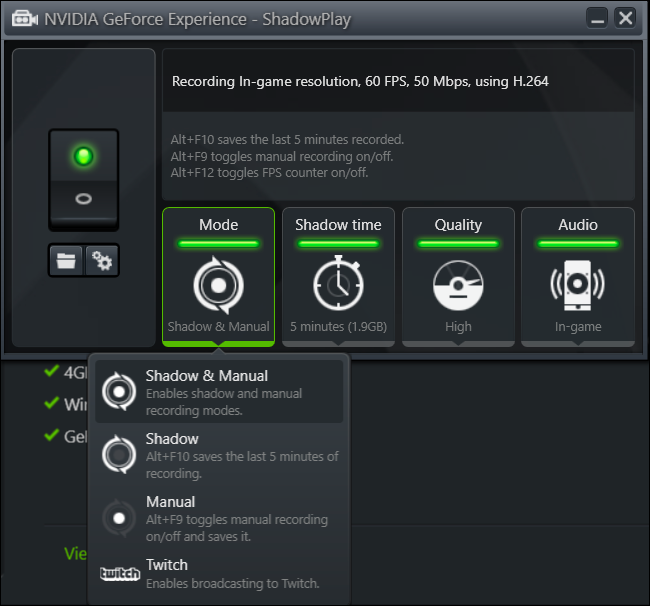 NVIDIA GeForce Experience - ShadowPlay
Recording In-game resolution, 60 FPS, 50 Mbps, using H.264
Alt+F10 saves the last 5 minutes recorded.
Alt+F9 toggles manual recording on/off.
Alt+F12 toggles FPS counter on/off.
Mode
Shadow & Manual
Shadow time
5 minutes (1.9GB)
Quality
High
Audio
In-game
4G
Wi
Ge
Vie
Shadow & Manual
Enables shadow and manual
recording modes.
Shadow
Alt+F10 saves the last 5 minutes of
recording.
Manual
Alt+F9 toggles manual recording
on/off and saves it.
twitch
Twitch
Enables broadcasting to Twitch.